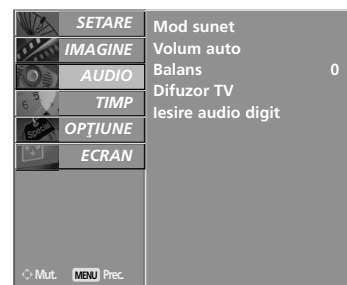 SETARE
IMAGINE
AUDIO
TIMP
OPŢIUNE
ECRAN
Mod sunet
Volum auto
Balans 0
Difuzor TV
Iesire audio digit
Mut. MENU Prec.